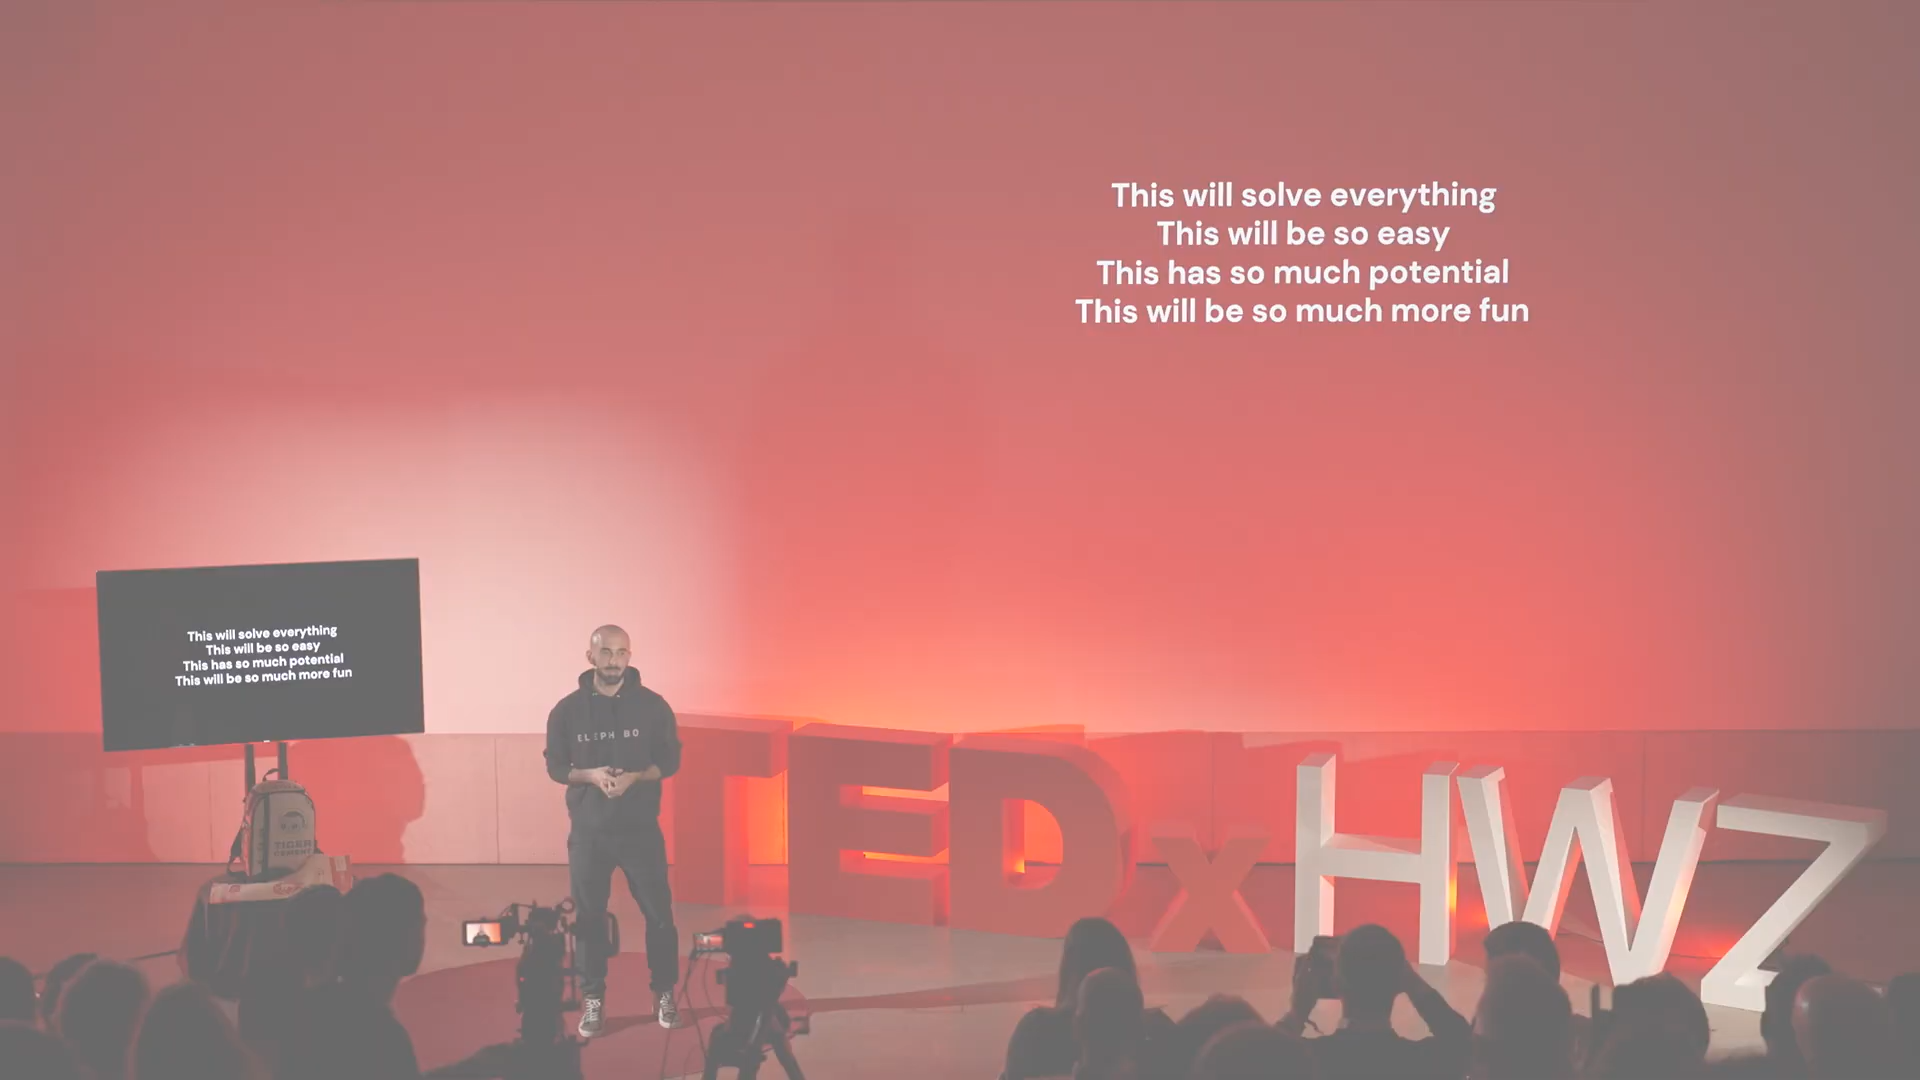 This will solve everything
This will be so easy
This has so much potential
This will be so much more fun
This will solve everything
This will be so easy
This has so much potential
This will be so much more fun
TIGER
CEMENT
TEDxHWZ